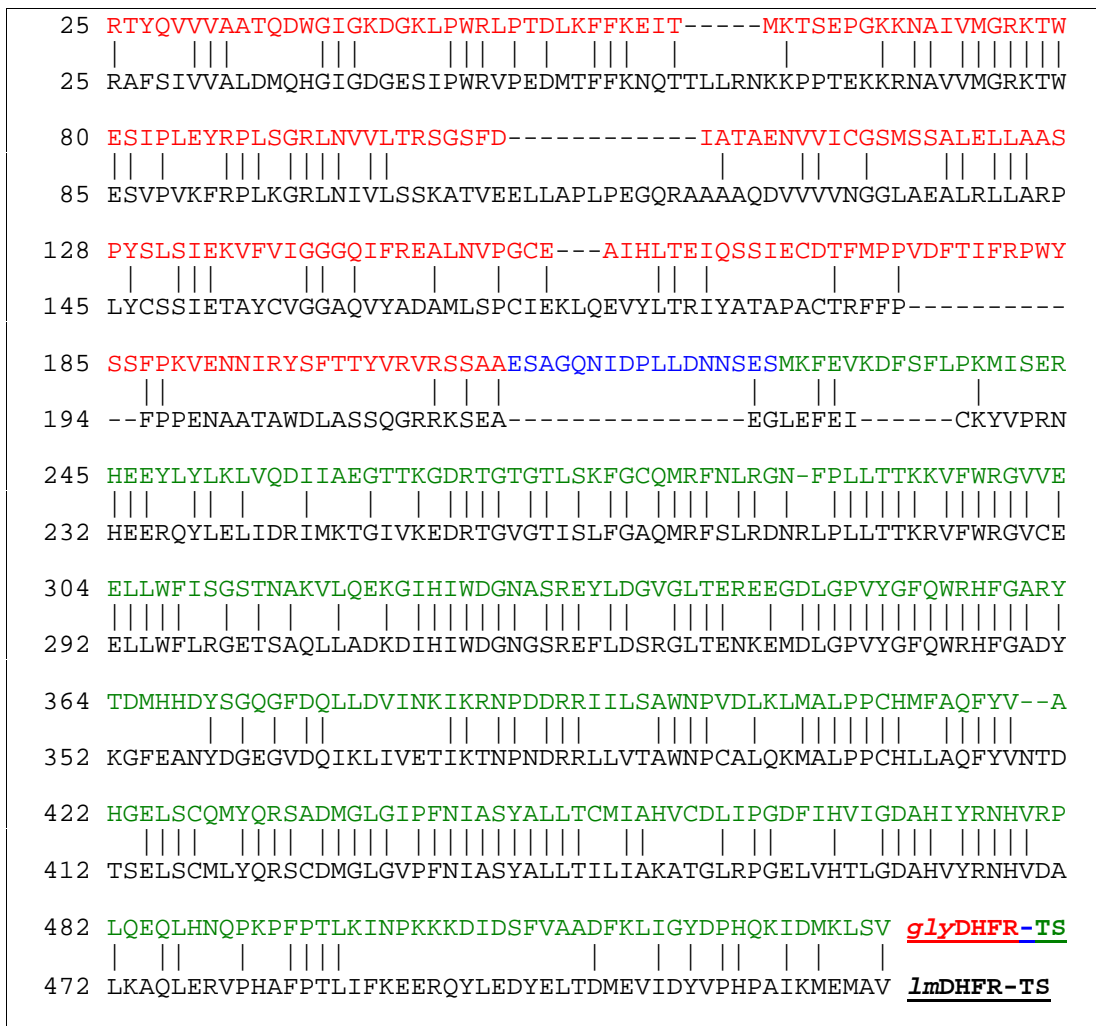 25 RTYQVVVAATQDWGIGKDGKLPWRLPTDLKFFKEIT-----MKTSEPGKKNAIVMGRKTW
25 RAFSIVVALDMQHGIGDGESIPWRVPEDMTFFKNQTTLLRNKKPPTEKKRNAVVMGRKTW
80 ESIPLEYRPLSGRLNVVLTRSGSFD------------IATAENVVICGSMSSALELLAAS
85 ESVPVKFRPLKGRLNIVLSSKATVEELLAPLPEGQRAAAAQDVVVVNGGLAEALRLLARP
128 PYSLSIEKVFVIGGGQIFREALNVPGCE---AIHLTEIQSSIECDTFMPPVDFTIFRPWY
145 LYCSSIETAYCVGGAQVYADAMLSPCIEKLQEVYLTRIYATAPACTRFFP----------
185 SSFPKVENNIRYSFTTYVRVRSSAAESAGQNIDPLLDNNSESMKFEVKDFSFLPKMISER
194 --FPPENAATAWDLASSQGRRKSEA---------------EGLEFEI------CKYVPRN
245 HEEYLYLKLVQDIIAEGTTKGDRTGTGTLSKFGCQMRFNLRGN-FPLLTTKKVFWRGVVE
232 HEERQYLELIDRIMKTGIVKEDRTGVGTISLFGAQMRFSLRDNRLPLLTTKRVFWRGVCE
304 ELLWFISGSTNAKVLQEKGIHIWDGNASREYLDGVGLTEREEGDLGPVYGFQWRHFGARY
292 ELLWFLRGETSAQLLADKDIHIWDGNGSREFLDSRGLTENKEMDLGPVYGFQWRHFGADY
364 TDMHHDYSGQGFDQLLDVINKIKRNPDDRRIILSAWNPVDLKLMALPPCHMFAQFYV--A
352 KGFEANYDGEGVDQIKLIVETIKTNPNDRRLLVTAWNPCALQKMALPPCHLLAQFYVNTD
422 HGELSCQMYQRSADMGLGIPFNIASYALLTCMIAHVCDLIPGDFIHVIGDAHIYRNHVRP
412 TSELSCMLYQRSCDMGLGVPFNIASYALLTILIAKATGLRPGELVHTLGDAHVYRNHVDA
482 LQEQLHNQPKPFPTLKINPKKKDIDSFVAADFKLIGYDPHQKIDMKLSV glyDHFR-TS
472 LKAQLERVPHAFPTLIFKEERQYLEDYELTDMEVIDYVPHPAIKMEMAV lmDHFR-TS